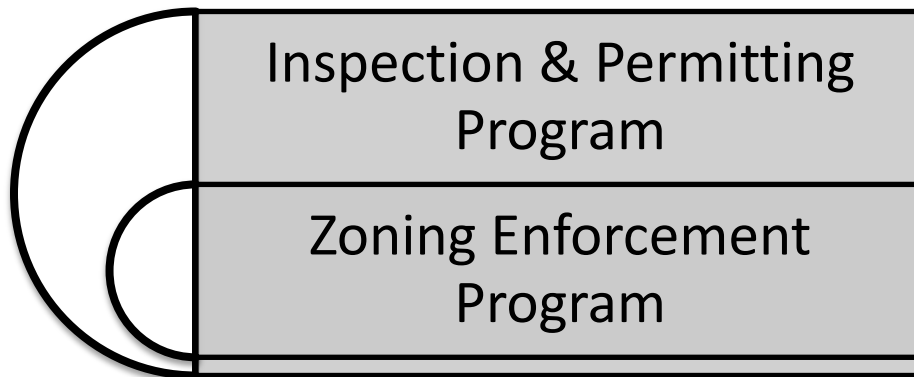 Inspection & Permitting
Program
Zoning Enforcement
Program